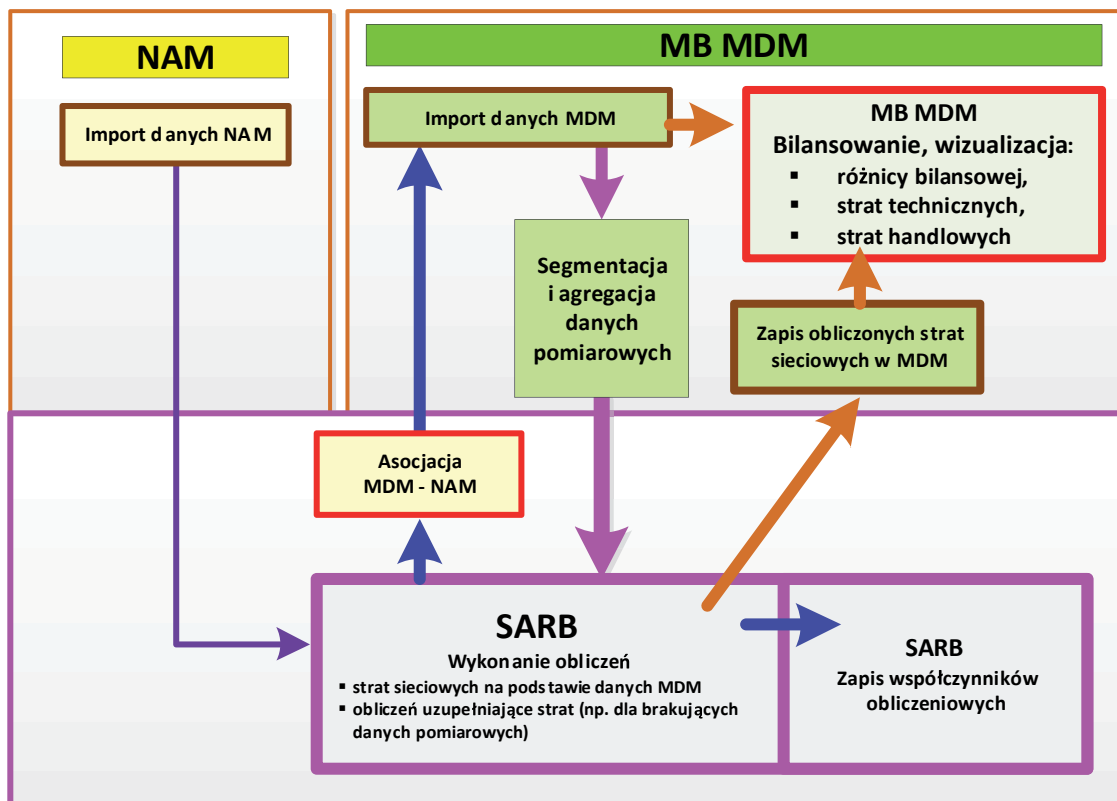 NAM
MB MDM
Import danych NAM
Import danych MDM
MB MDM
Bilansowanie, wizualizacja:
▪ różnicy bilansowej,
▪ strat technicznych,
▪ strat handlowych
Segmentacja
i agregacja
danych
pomiarowych
Zapis obliczonych strat
sieciowych w MDM
Asocjacja
MDM - NAM
SARB
Wykonanie obliczeń
▪ strat sieciowych na podstawie danych MDM
▪ obliczeń uzupełniające strat (np. dla brakujących
danych pomiarowych)
SARB
Zapis współczynników
obliczeniowych